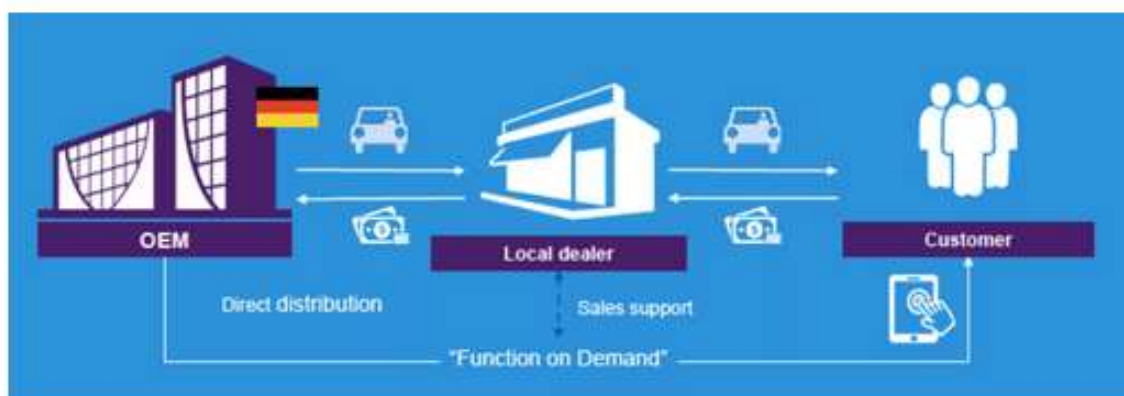 OEM
Local dealer
Customer
Direct distribution
Sales support
"Function on Demand"